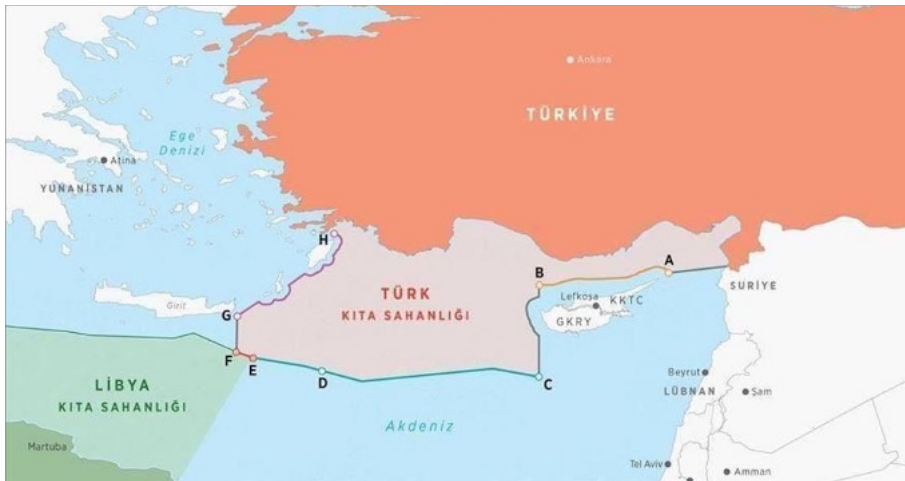 Ankara
TÜRKİYE
Ege
Denizi
Atina
YUNANİSTAN
H
A
B
SURİYE
TÜRK
KITA SAHANLIĞI
Lefkoşa
KKTC
GKRY
Girit
G
F
E
D
C
Beyrut
LÜBNAN
Şam
LİBYA
KITA SAHANLIĞI
Akdeniz
Martuba
Tel Aviv
Amman